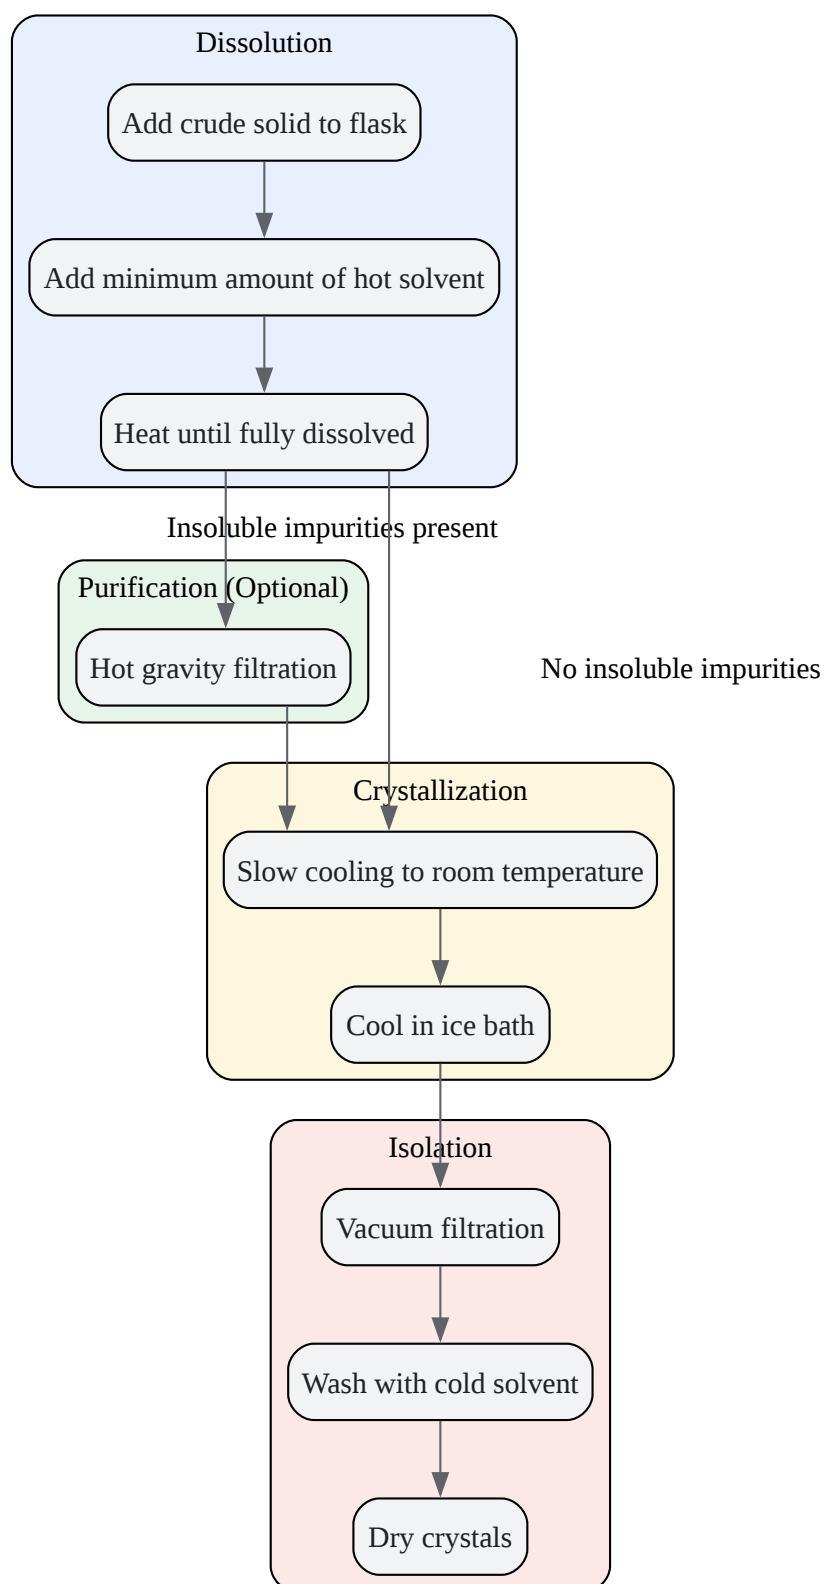 Dissolution
Add crude solid to flask
Add minimum amount of hot solvent
Heat until fully dissolved
Insoluble impurities present
Purification (Optional)
Hot gravity filtration
No insoluble impurities
Crystallization
Slow cooling to room temperature
Cool in ice bath
Isolation
Vacuum filtration
Wash with cold solvent
Dry crystals